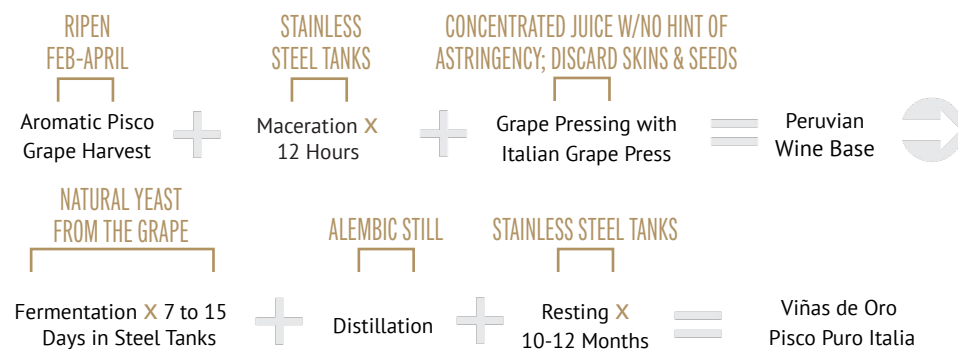 RIPEN
FEB-APRIL
STAINLESS
STEEL TANKS
CONCENTRATED JUICE W/NO HINT OF
ASTRINGENCY; DISCARD SKINS & SEEDS
Aromatic Pisco
Grape Harvest
+
Maceration X
12 Hours
+
Grape Pressing with
Italian Grape Press
=
Peruvian
Wine Base
NATURAL YEAST
FROM THE GRAPE
ALEMBIC STILL
STAINLESS STEEL TANKS
Fermentation X 7 to 15
Days in Steel Tanks
+
Distillation
+
Resting X
10-12 Months
=
Viñas de Oro
Pisco Puro Italia